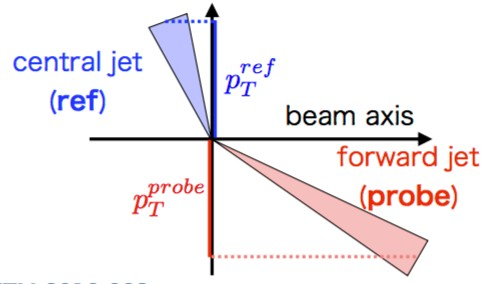 central jet
(ref)
p_T^{ref}
beam axis
forward jet
(probe)
p_T^{probe}